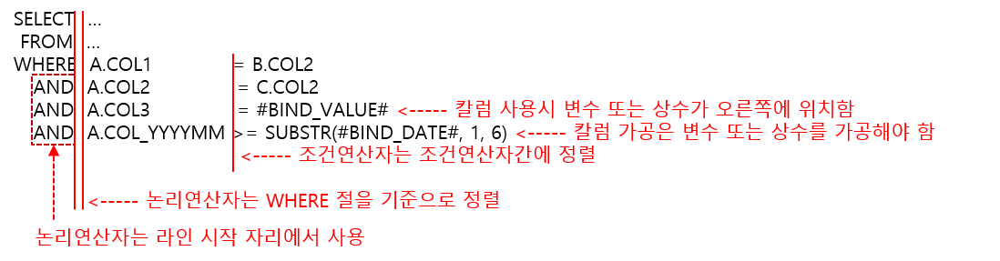 SELECT ...
FROM ...
WHERE A.COL1 = B.COL2
AND A.COL2 = C.COL2
AND A.COL3 = #BIND_VALUE# <----- 칼럼 사용시 변수 또는 상수가 오른쪽에 위치함
AND A.COL_YYYYMM >= SUBSTR(#BIND_DATE#, 1, 6) <----- 칼럼 가공은 변수 또는 상수를 가공해야 함
<----- 조건연산자는 조건연산자간에 정렬
<----- 논리연산자는 WHERE 절을 기준으로 정렬
논리연산자는 라인 시작 자리에서 사용